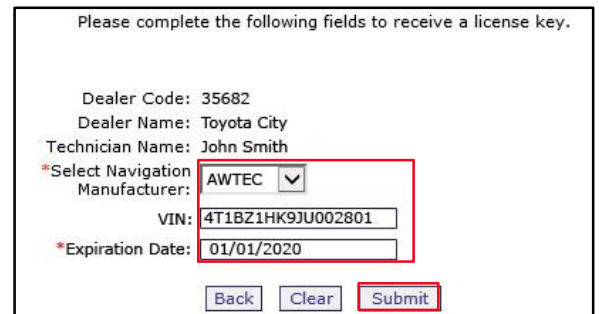 Please complete the following fields to receive a license key.
Dealer Code: 35682
Dealer Name: Toyota City
Technician Name: John Smith
*Select Navigation
Manufacturer: AWTEC
VIN: 4T1BZ1HK9JU002801
*Expiration Date: 01/01/2020
Back Clear Submit